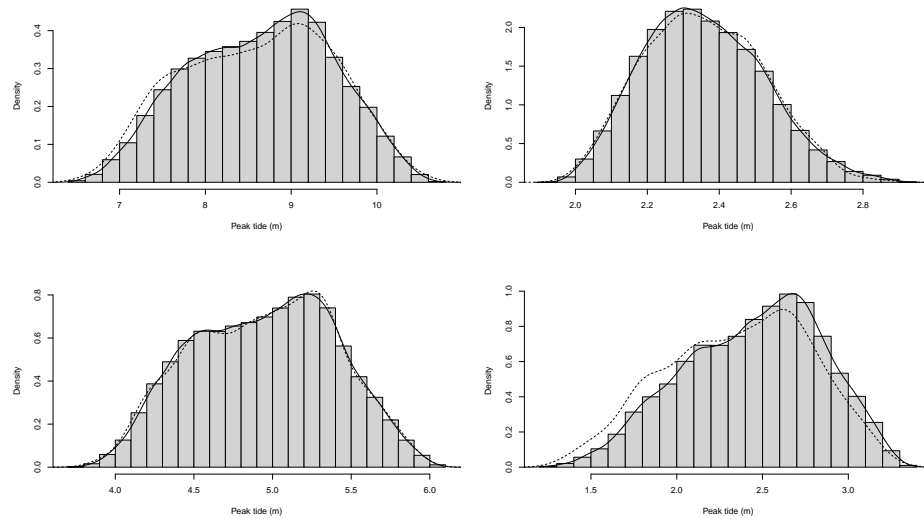 Density
0.0 0.1 0.2 0.3 0.4
7 8 9 10
Peak tide (m)
Density
0.0 0.5 1.0 1.5 2.0
2.0 2.2 2.4 2.6 2.8
Peak tide (m)
Density
0.0 0.2 0.4 0.6 0.8
4.0 4.5 5.0 5.5 6.0
Peak tide (m)
Density
0.0 0.2 0.4 0.6 0.8 1.0
1.5 2.0 2.5 3.0
Peak tide (m)